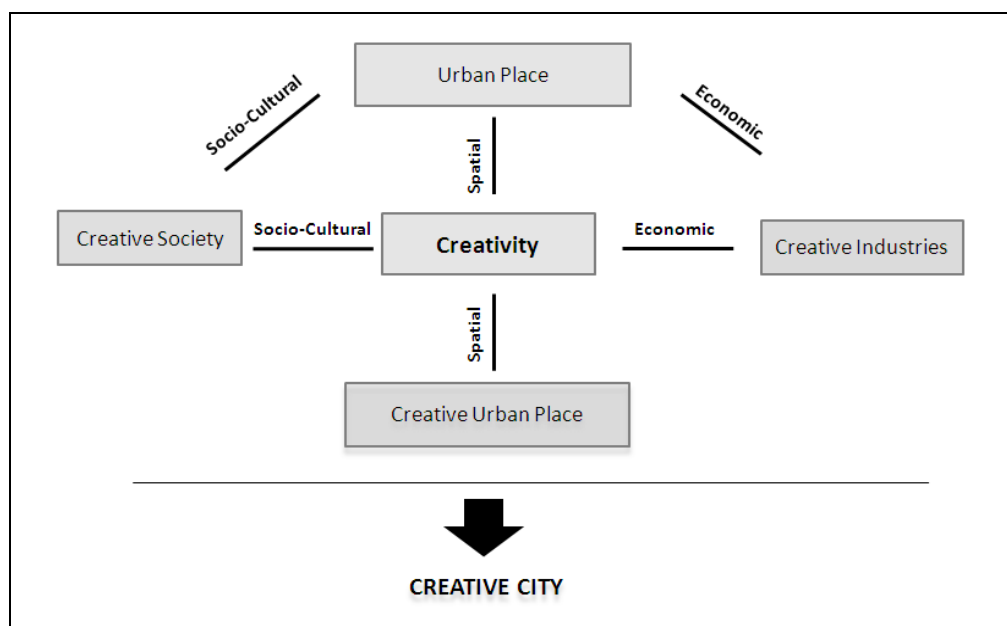 Urban Place
Socio-Cultural
Economic
Spatial
Creative Society
Socio-Cultural
Creativity
Economic
Creative Industries
Spatial
Creative Urban Place
CREATIVE CITY